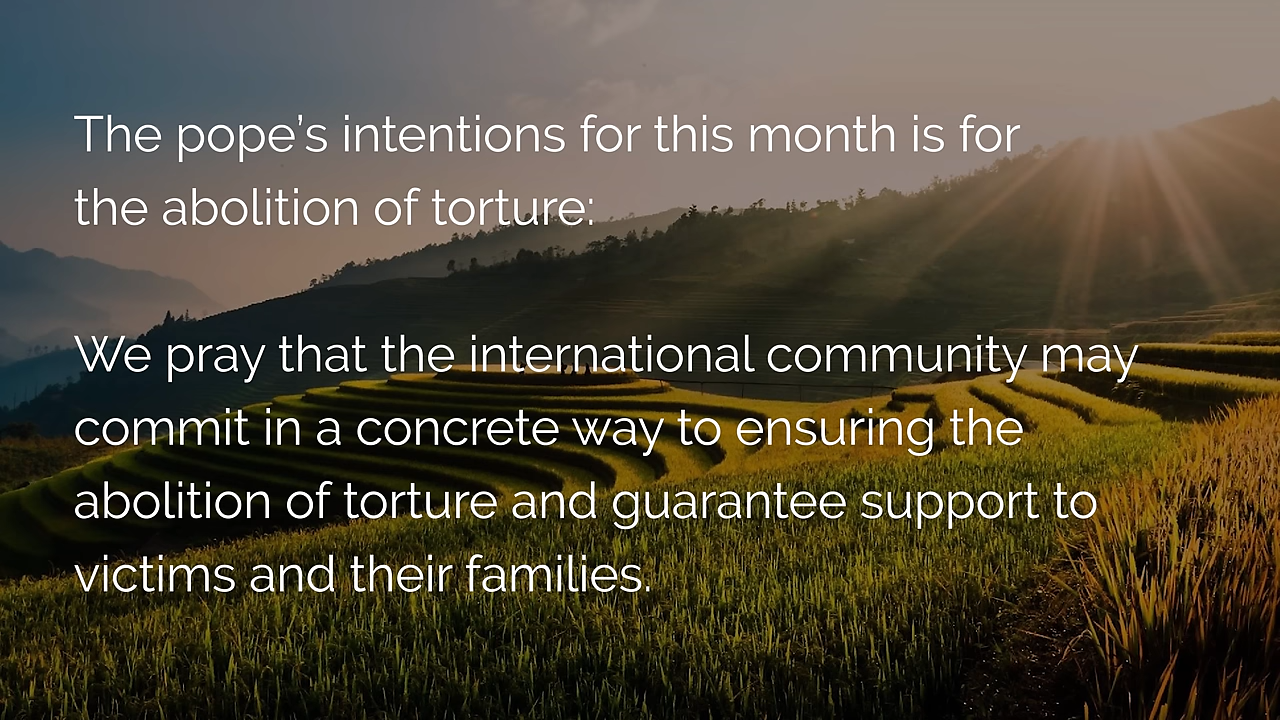 The pope’s intentions for this month is for
the abolition of torture:
We pray that the international community may
commit in a concrete way to ensuring the
abolition of torture and guarantee support to
victims and their families.